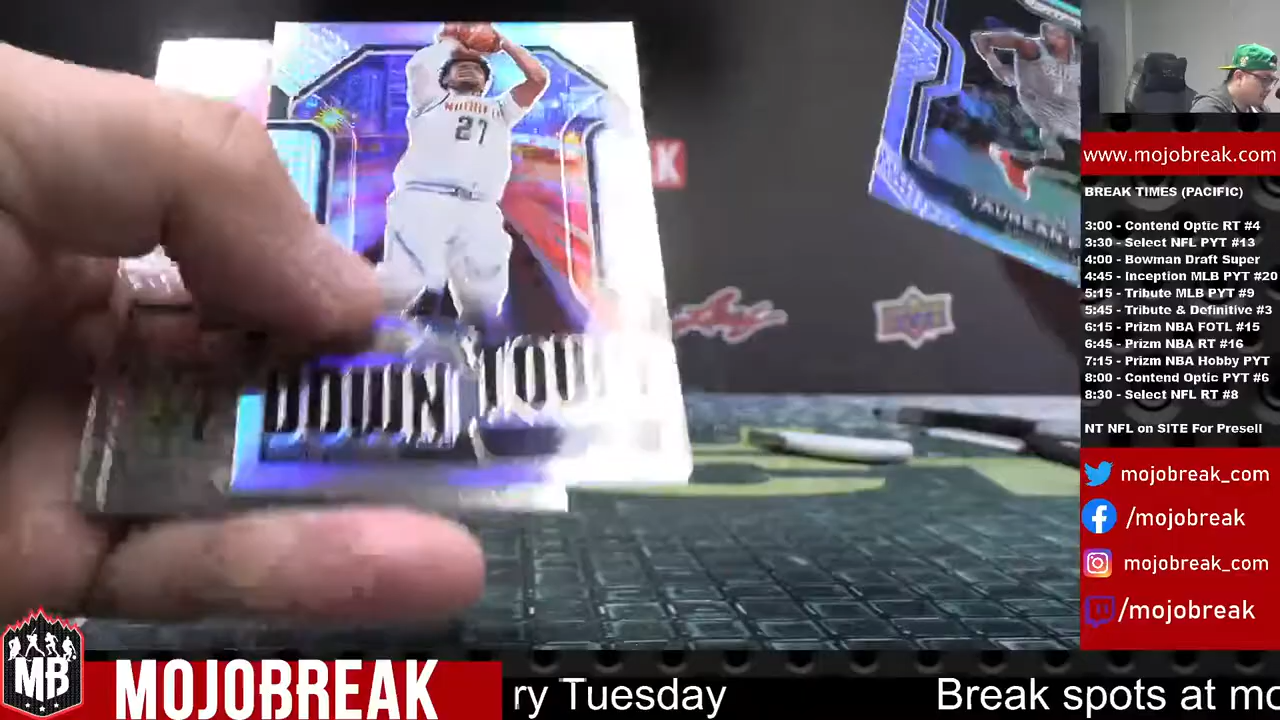 NUGGETS
27
DOWNTOWN
TAUREAN
www.mojobreak.com
BREAK TIMES (PACIFIC)
3:00 - Contend Optic RT #4
3:30 - Select NFL PYT #13
4:00 - Bowman Draft Super
4:45 - Inception MLB PYT #20
5:15 - Tribute MLB PYT #9
5:45 - Tribute & Definitive #3
6:15 - Prizm NBA FOTL #15
6:45 - Prizm NBA RT #16
7:15 - Prizm NBA Hobby PYT
8:00 - Contend Optic PYT #6
8:30 - Select NFL RT #8
NT NFL on SITE For Presell
mojobreak_com
/mojobreak
mojobreak_com
/mojobreak
MB
MOJOBREAK
ry Tuesday
Break spots at mo